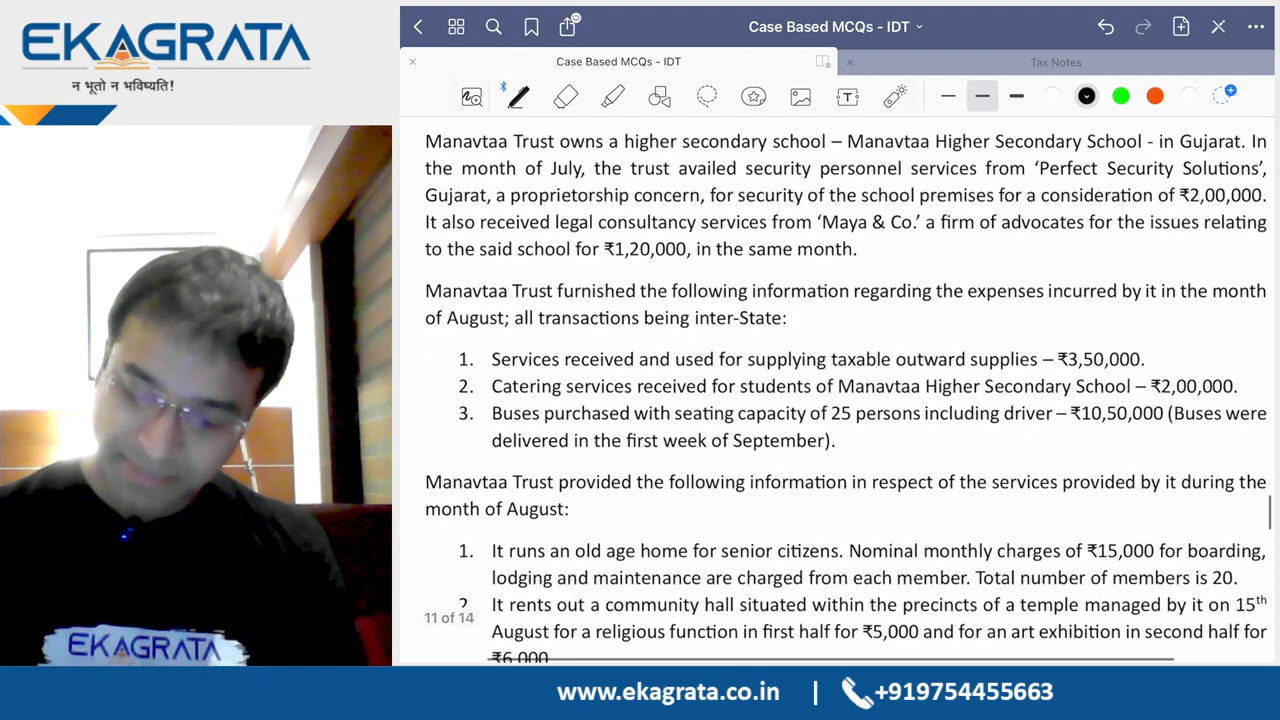 EKAGRATA
न भूतो न भविष्यति!
Case Based MCQs - IDT
Case Based MCQs - IDT
Tax Notes
Manavtaa Trust owns a higher secondary school – Manavtaa Higher Secondary School - in Gujarat. In
the month of July, the trust availed security personnel services from ‘Perfect Security Solutions’,
Gujarat, a proprietorship concern, for security of the school premises for a consideration of ₹2,00,000.
It also received legal consultancy services from ‘Maya & Co.’ a firm of advocates for the issues relating
to the said school for ₹1,20,000, in the same month.
Manavtaa Trust furnished the following information regarding the expenses incurred by it in the month
of August; all transactions being inter-State:
1. Services received and used for supplying taxable outward supplies – ₹3,50,000.
2. Catering services received for students of Manavtaa Higher Secondary School – ₹2,00,000.
3. Buses purchased with seating capacity of 25 persons including driver – ₹10,50,000 (Buses were
delivered in the first week of September).
Manavtaa Trust provided the following information in respect of the services provided by it during the
month of August:
1. It runs an old age home for senior citizens. Nominal monthly charges of ₹15,000 for boarding,
lodging and maintenance are charged from each member. Total number of members is 20.
2. It rents out a community hall situated within the precincts of a temple managed by it on 15th
August for a religious function in first half for ₹5,000 and for an art exhibition in second half for
₹6,000
11 of 14
EKAGRATA
www.ekagrata.co.in | +919754455663